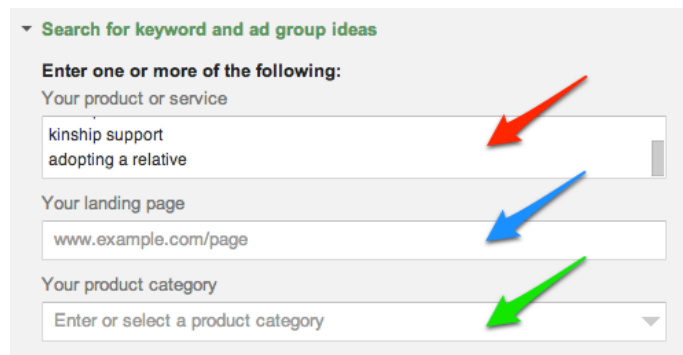 Search for keyword and ad group ideas
Enter one or more of the following:
Your product or service
kinship support
adopting a relative
Your landing page
www.example.com/page
Your product category
Enter or select a product category